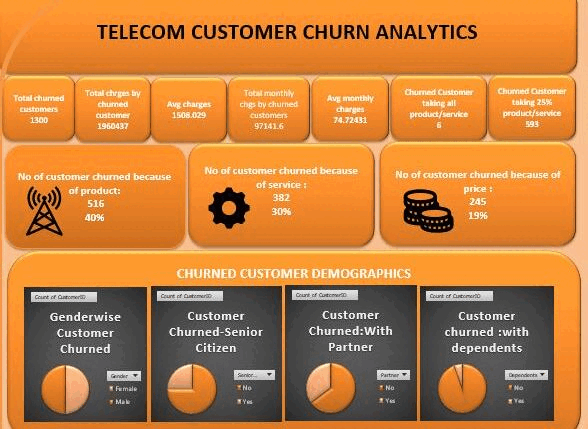 TELECOM CUSTOMER CHURN ANALYTICS
Total churned
customers
1300
Total chrges by
churned
customer
1960437
Avg charges
1508.029
Total monthly
chgs by churned
customers
97141.6
Avg monthly
charges
74.72431
Churned Customer
taking all
product/service
6
Churned Customer
taking 25%
product/service
593
No of customer churned because
of product:
516
40%
No of customer churned because
of service :
382
30%
No of customer churned because of
price :
245
19%
CHURNED CUSTOMER DEMOGRAPHICS
Count of CustomerID
Genderwise
Customer
Churned
Gender
Female
Male
Count of CustomerID
Customer
Churned-Senior
Citizen
Senior...
No
Yes
Count of CustomerID
Customer
Churned:With
Partner
Partner
No
Yes
Count of CustomerID
Customer
churned :with
dependents
Dependents
No
Yes